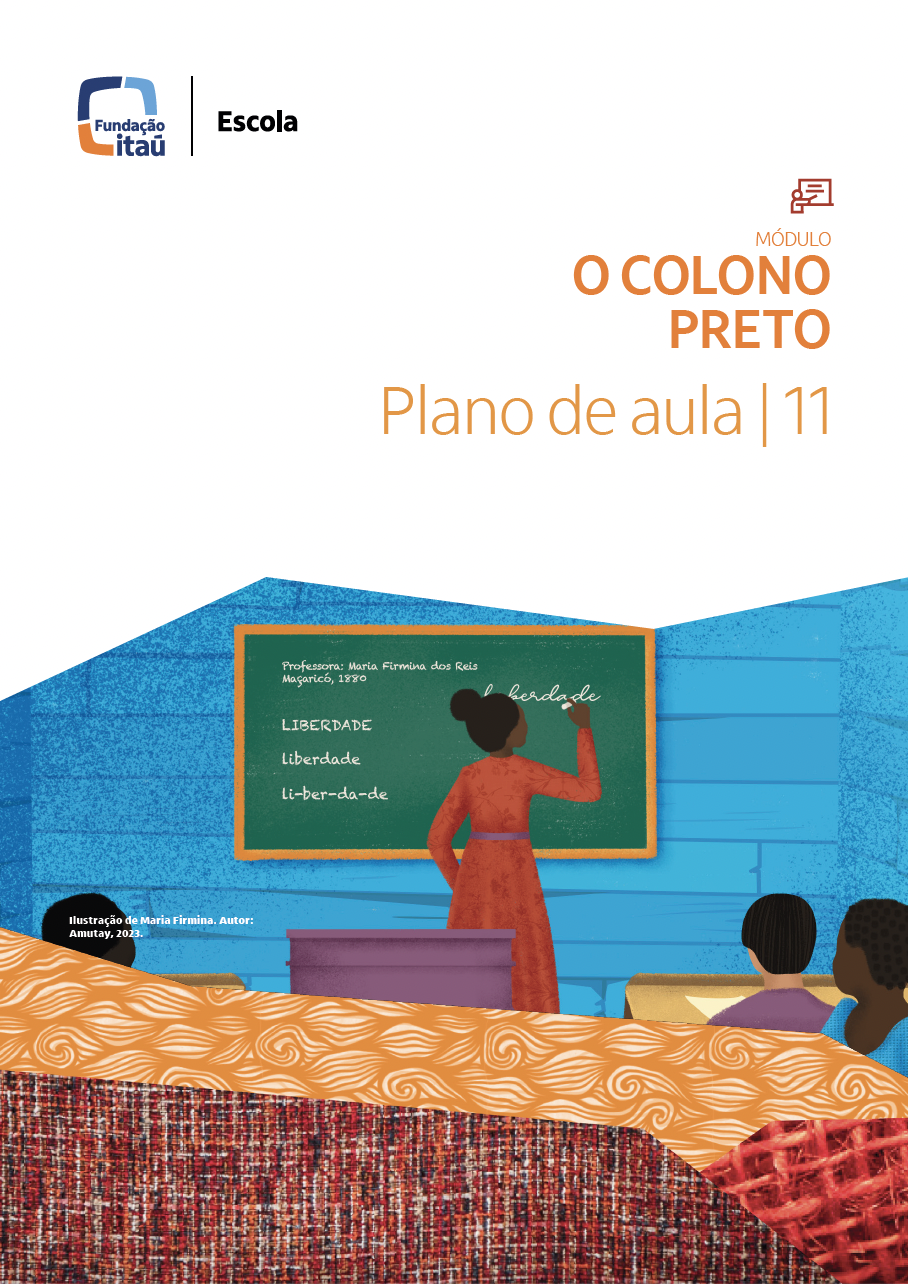 Fundação
itaú
Escola
MÓDULO
O COLONO
PRETO
Plano de aula | 11
Professora: Maria Firmina dos Reis
Maçaricó, 1880
liberdade
LIBERDADE
liberdade
li-ber-da-de
Ilustração de Maria Firmina. Autor:
Amutay, 2023.